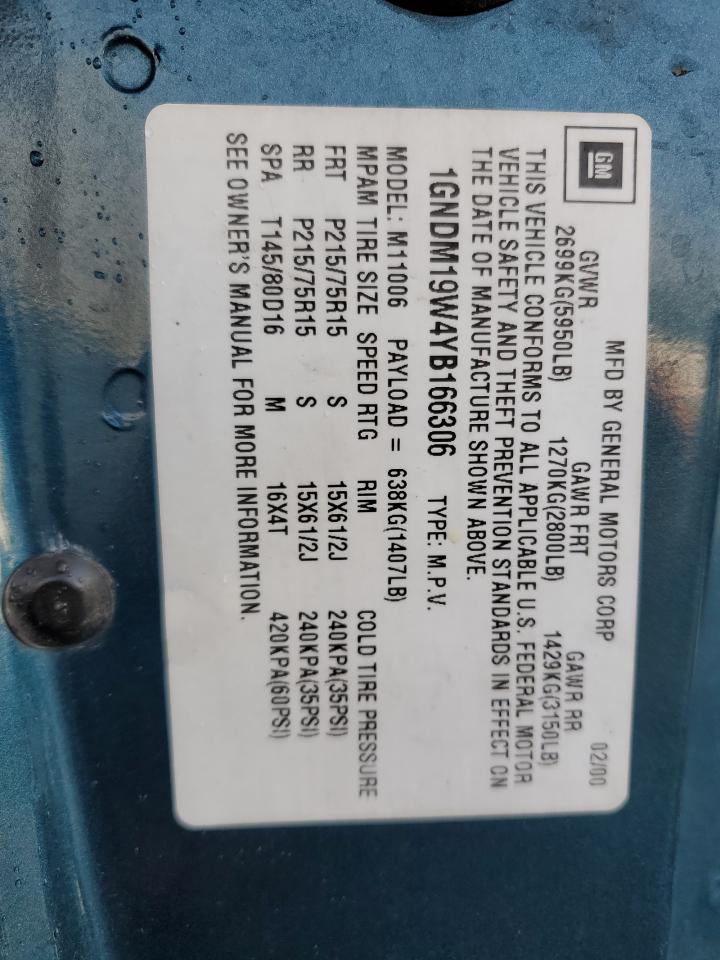 GM
MFD BY GENERAL MOTORS CORP 02/00
GVWR GAWR FRT GAWR RR
2699KG(5950LB) 1270KG(2800LB) 1429KG(3150LB)
THIS VEHICLE CONFORMS TO ALL APPLICABLE U.S. FEDERAL MOTOR
VEHICLE SAFETY AND THEFT PREVENTION STANDARDS IN EFFECT ON
THE DATE OF MANUFACTURE SHOWN ABOVE.
1GNDM19W4YB166306 TYPE: M.P.V.
MODEL: M11006 PAYLOAD = 638KG(1407LB)
MPAM TIRE SIZE SPEED RTG RIM COLD TIRE PRESSURE
FRT P215/75R15 S 15X61/2J 240KPA(35PSI)
RR P215/75R15 S 15X61/2J 240KPA(35PSI)
SPA T145/80D16 M 16X4T 420KPA(60PSI)
SEE OWNER'S MANUAL FOR MORE INFORMATION.